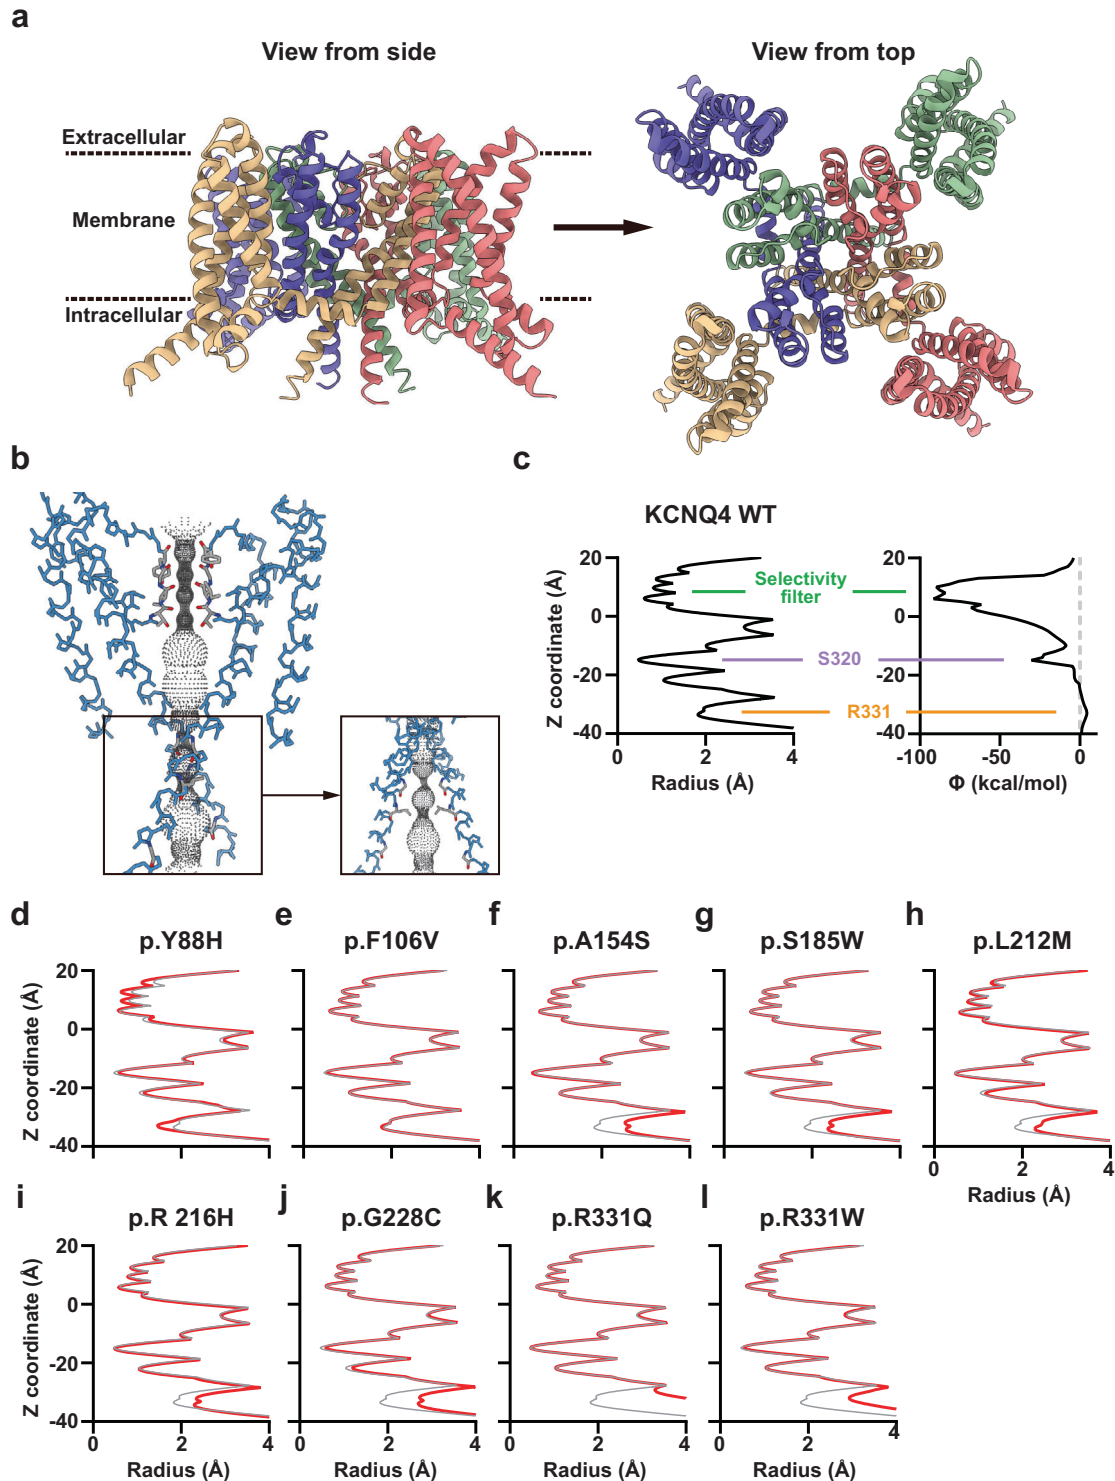 a
View from side
View from top
Extracellular
Membrane
Intracellular
b
c
KCNQ4 WT
Z coordinate (Å)
20
0
-20
-40
Selectivity
filter
S320
R331
20
0
-20
-40
0
2
4
Radius (Å)
-100
-50
0
Φ (kcal/mol)
d
e
f
g
h
p.Y88H
p.F106V
p.A154S
p.S185W
p.L212M
Z coordinate (Å)
20
0
-20
-40
0
2
4
Radius (Å)
i
j
k
l
p.R 216H
p.G228C
p.R331Q
p.R331W
Z coordinate (Å)
20
0
-20
-40
0
2
4
0
2
4
0
2
4
0
2
4
Radius (Å)
Radius (Å)
Radius (Å)
Radius (Å)